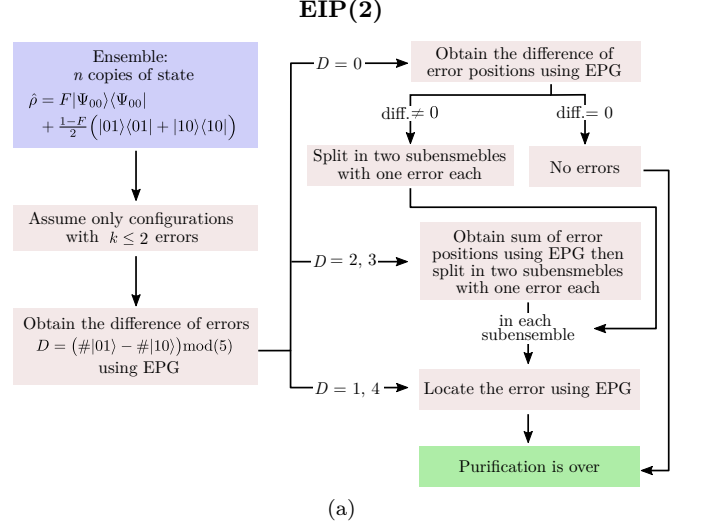 EIP(2)
Ensemble:
n copies of state
ρ̂ = F|Ψ₀₀⟩⟨Ψ₀₀|
+ (1−F)/2 (|01⟩⟨01| + |10⟩⟨10|)
Assume only configurations
with k ≤ 2 errors
Obtain the difference of errors
D = (#|01⟩ − #|10⟩)mod(5)
using EPG
D = 0
D = 2, 3
D = 1, 4
Obtain the difference of
error positions using EPG
diff.≠ 0
diff.= 0
Split in two subensmebles
with one error each
No errors
Obtain sum of error
positions using EPG then
split in two subensmebles
with one error each
in each
subensemble
Locate the error using EPG
Purification is over
(a)